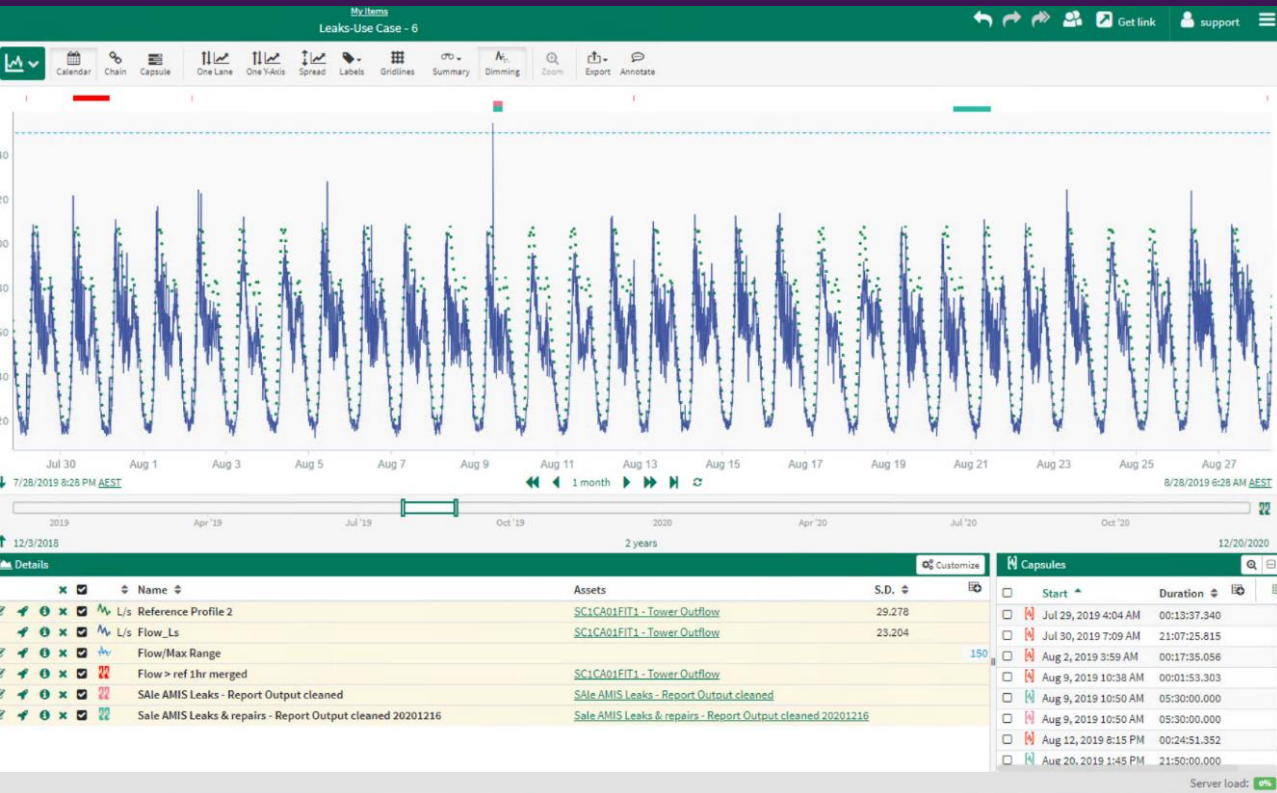 My Items
Leaks-Use Case - 6
Get link
support
Calendar Chain Capsule One Lane One Y-Axis Spread Labels Gridlines Summary Dimming Zoom Export Annotate
Jul 30 Aug 1 Aug 3 Aug 5 Aug 7 Aug 9 Aug 11 Aug 13 Aug 15 Aug 17 Aug 19 Aug 21 Aug 23 Aug 25 Aug 27
7/28/2019 8:28 PM AEST 1 month 8/28/2019 6:28 AM AEST
2019 Apr '19 Jul '19 Oct '19 2020 Apr '20 Jul '20 Oct '20
12/3/2018 2 years 12/20/2020
Details Customize
Name Assets S.D.
L/s Reference Profile 2 SC1CA01FIT1 - Tower Outflow 29.278
L/s Flow_Ls SC1CA01FIT1 - Tower Outflow 23.204
Flow/Max Range 150
Flow > ref 1hr merged SC1CA01FIT1 - Tower Outflow
SAle AMIS Leaks - Report Output cleaned SAle AMIS Leaks - Report Output cleaned
Sale AMIS Leaks & repairs - Report Output cleaned 20201216 Sale AMIS Leaks & repairs - Report Output cleaned 20201216
Capsules
Start Duration
Jul 29, 2019 4:04 AM 00:13:37.340
Jul 30, 2019 7:09 AM 21:07:25.815
Aug 2, 2019 3:59 AM 00:17:35.056
Aug 9, 2019 10:38 AM 00:01:53.303
Aug 9, 2019 10:50 AM 05:30:00.000
Aug 9, 2019 10:50 AM 05:30:00.000
Aug 12, 2019 8:15 PM 00:24:51.352
Aug 20, 2019 1:45 PM 21:50:00.000
Server load: 0%